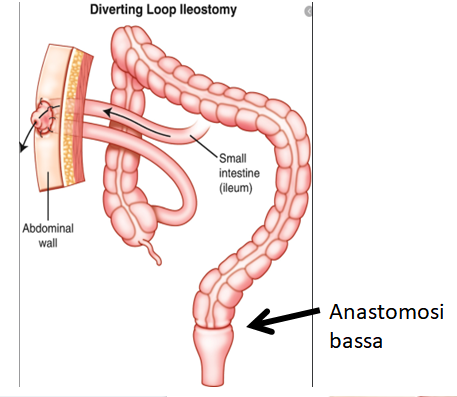 Diverting Loop Ileostomy
Small
intestine
(ileum)
Abdominal
wall
Anastomosi
bassa